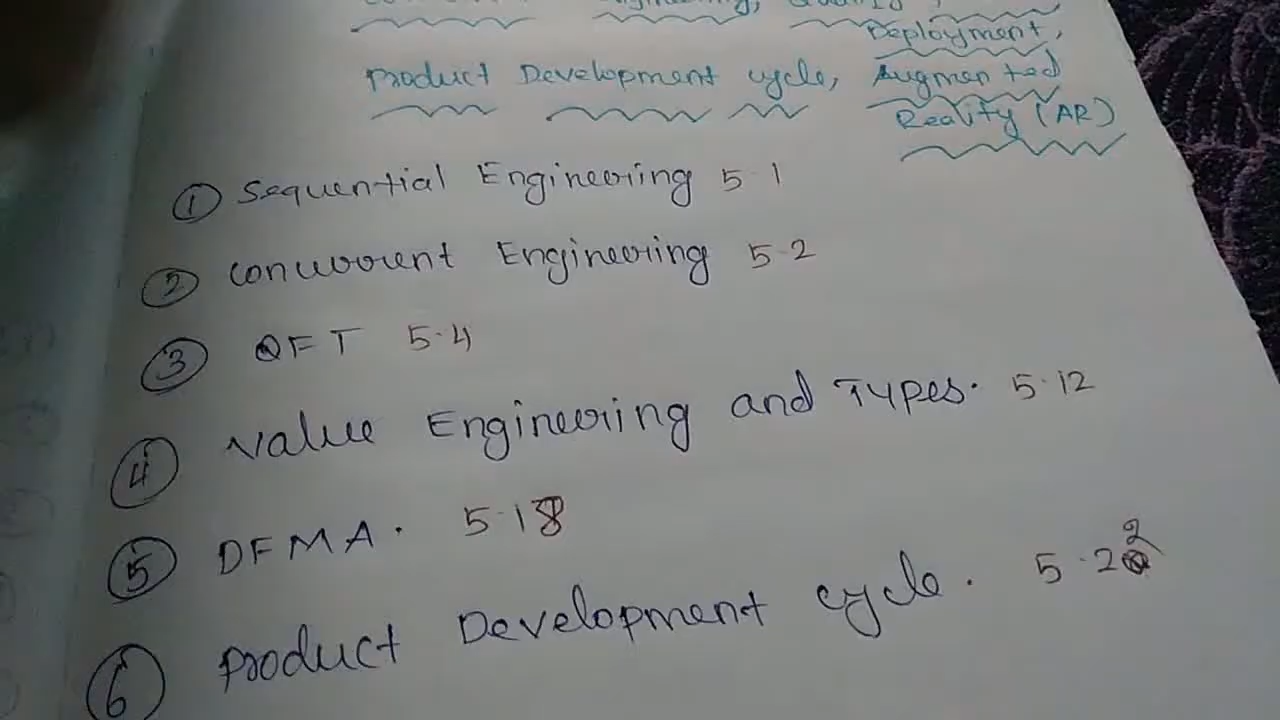 Engineering, Quality
Deployment,
Product Development cycle, Augmented
Reality (AR)
① Sequential Engineering 5.1
② Concurrent Engineering 5.2
③ QFT 5.4
④ Value Engineering and Types. 5.12
⑤ DFMA. 5.18
⑥ Product Development cycle. 5.22